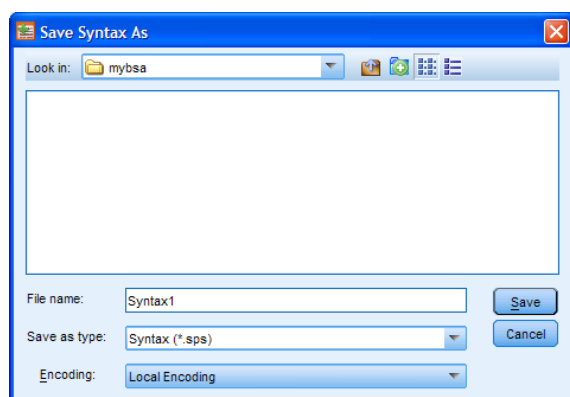 Save Syntax As
Look in: mybsa
File name: Syntax1 Save
Save as type: Syntax (*.sps) Cancel
Encoding: Local Encoding